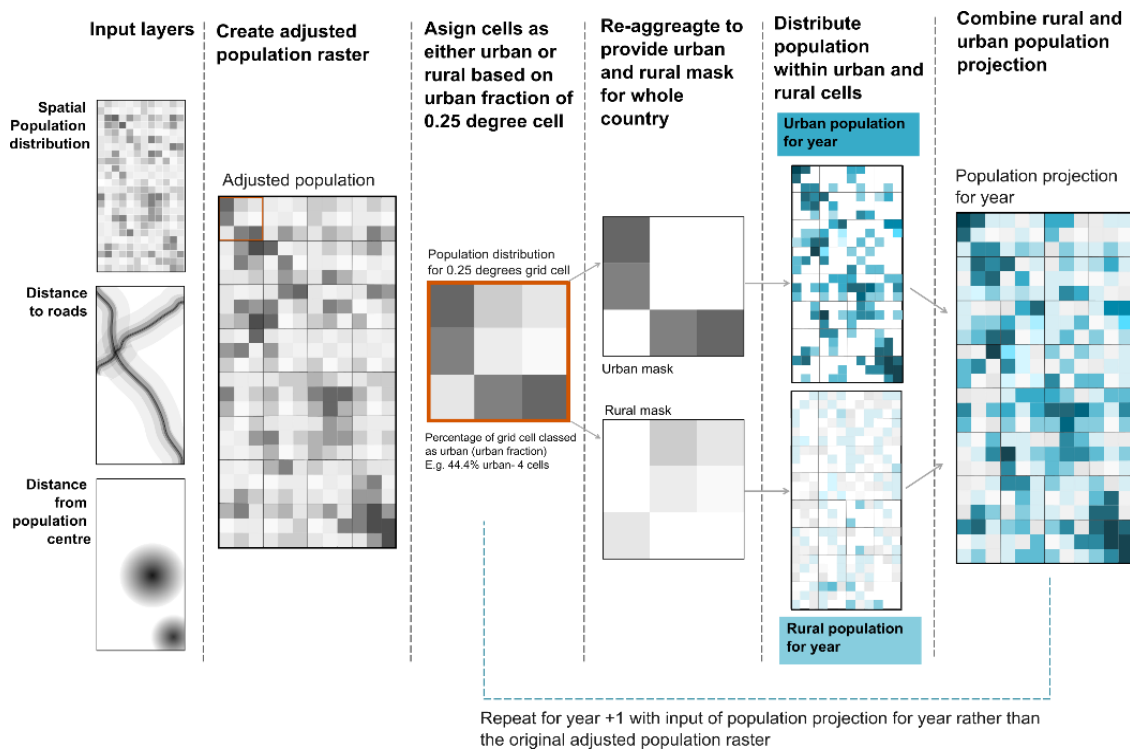 Input layers
Spatial
Population
distribution
Distance
to roads
Distance
from
population
centre
Create adjusted
population raster
Adjusted population
Asign cells as
either urban or
rural based on
urban fraction of
0.25 degree cell
Population distribution
for 0.25 degrees grid cell
Percentage of grid cell classed
as urban (urban fraction)
E.g. 44.4% urban- 4 cells
Re-aggreagte to
provide urban
and rural mask
for whole
country
Urban mask
Rural mask
Distribute
population
within urban and
rural cells
Urban population
for year
Rural population
for year
Combine rural and
urban population
projection
Population projection
for year
Repeat for year +1 with input of population projection for year rather than
the original adjusted population raster